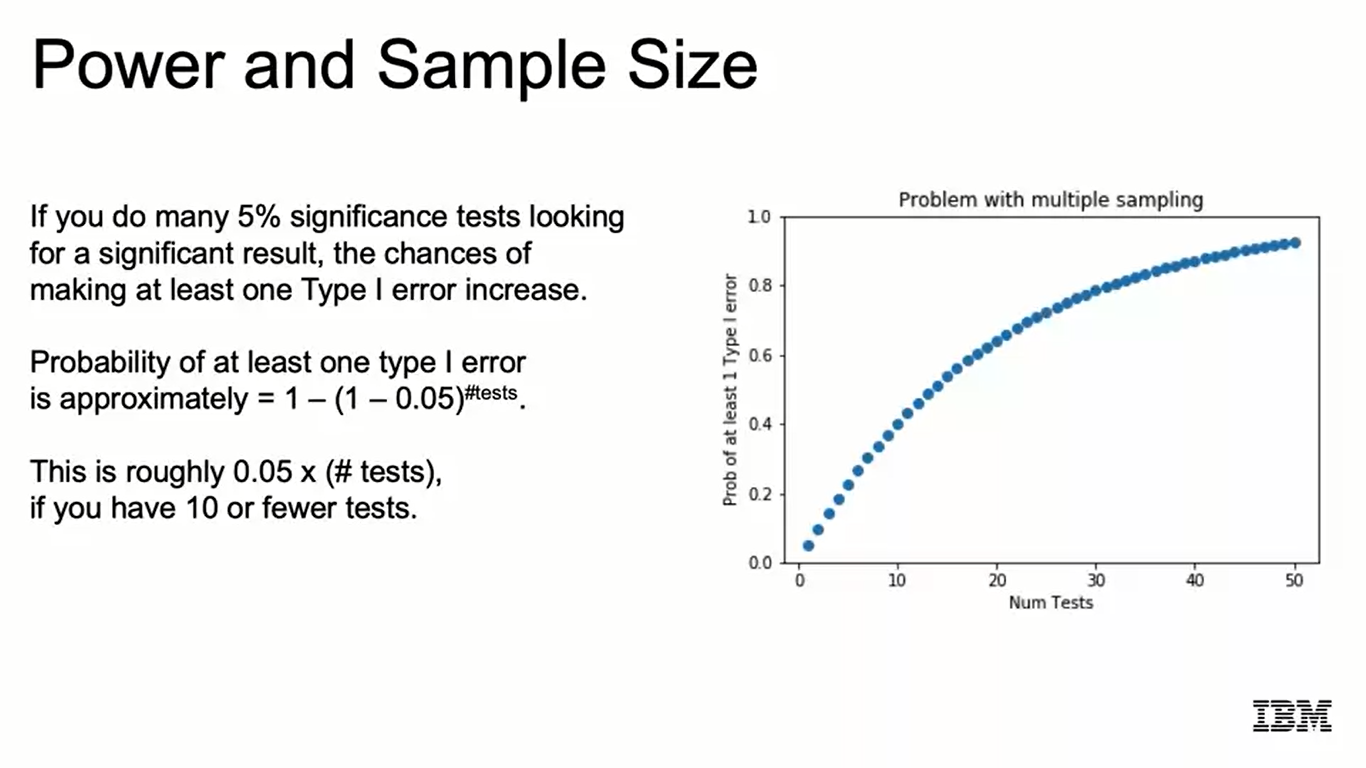 Power and Sample Size
If you do many 5% significance tests looking
for a significant result, the chances of
making at least one Type I error increase.
Probability of at least one type I error
is approximately = 1 – (1 – 0.05)^#tests.
This is roughly 0.05 x (# tests),
if you have 10 or fewer tests.
Problem with multiple sampling
Prob of at least 1 Type I error
1.0
0.8
0.6
0.4
0.2
0.0
0 10 20 30 40 50
Num Tests
IBM